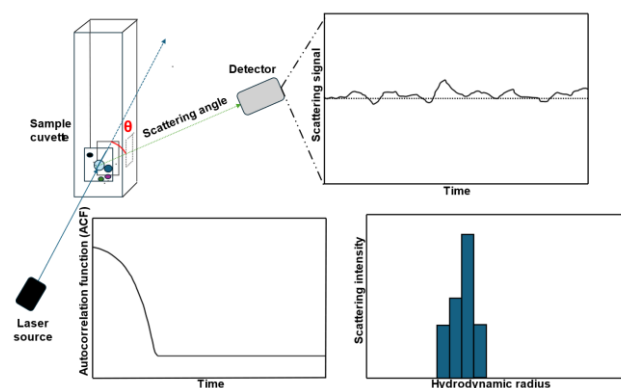 Sample
cuvette
θ
Scattering angle
Detector
Scattering signal
Time
Laser
source
Autocorrelation function (ACF)
Time
Scattering intensity
Hydrodynamic radius